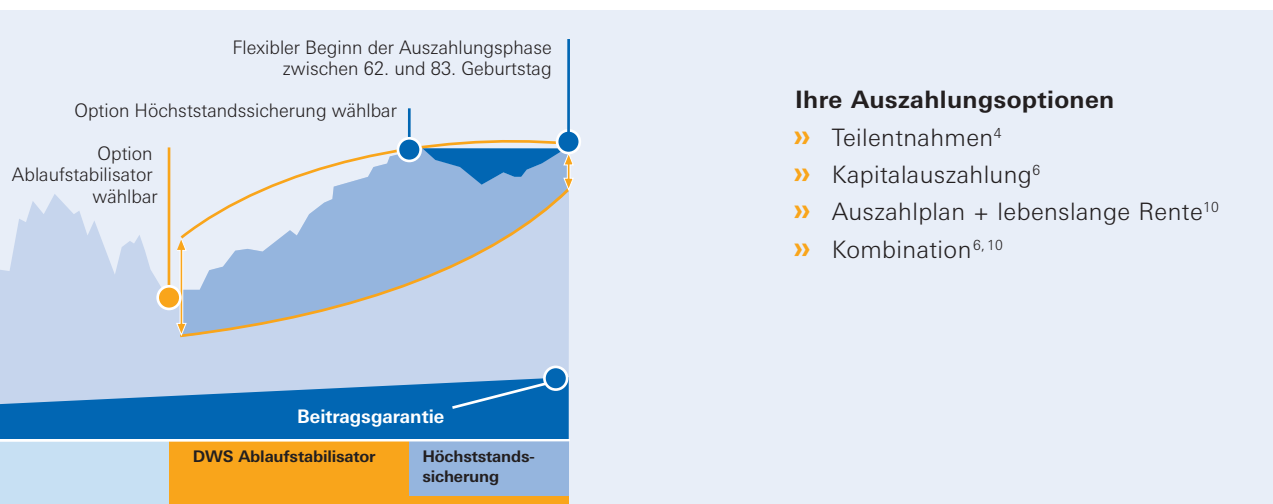 Flexibler Beginn der Auszahlungsphase
zwischen 62. und 83. Geburtstag
Option Höchststandssicherung wählbar
Option
Ablaufstabilisator
wählbar
Beitragsgarantie
DWS Ablaufstabilisator
Höchststands-
sicherung
Ihre Auszahlungsoptionen
» Teilentnahmen⁴
» Kapitalauszahlung⁶
» Auszahlplan + lebenslange Rente¹⁰
» Kombination⁶,¹⁰